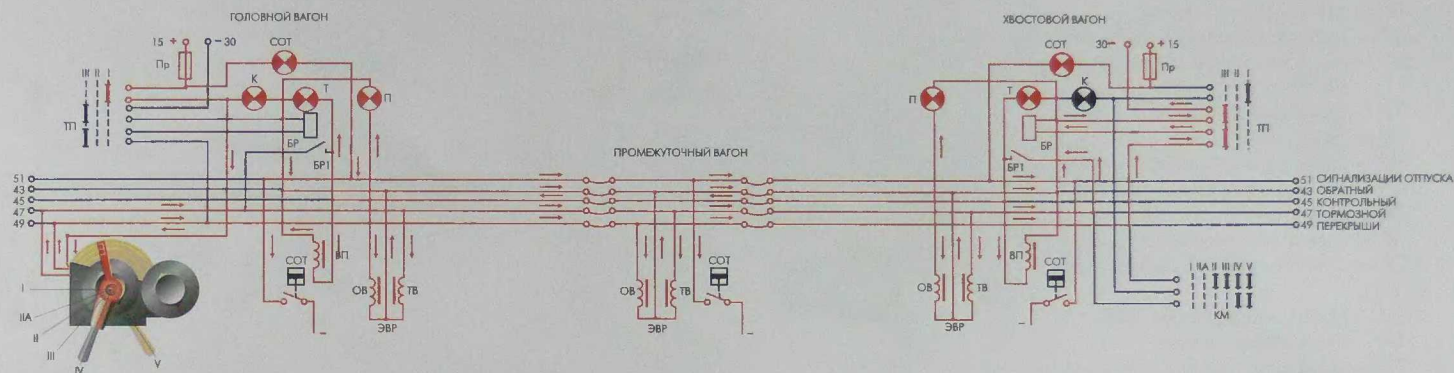 ГОЛОВНОЙ ВАГОН
ХВОСТОВОЙ ВАГОН
15 + − 30
СОТ
Пр
К
Т
П
III II I
ТП
БР
БР1
СОТ
30 − + 15
Пр
П
Т
К
III II I
ТП
БР
БР1
ПРОМЕЖУТОЧНЫЙ ВАГОН
51
43
45
47
49
51 СИГНАЛИЗАЦИИ ОТПУСКА
43 ОБРАТНЫЙ
45 КОНТРОЛЬНЫЙ
47 ТОРМОЗНОЙ
49 ПЕРЕКРЫШИ
I
IIА
II
III
IV
V
СОТ
ВП
ОВ
ТВ
ЭВР
−
ОВ
ТВ
ЭВР
СОТ
−
ОВ
ТВ
ЭВР
ВП
СОТ
−
I IIА II III IV V
КМ